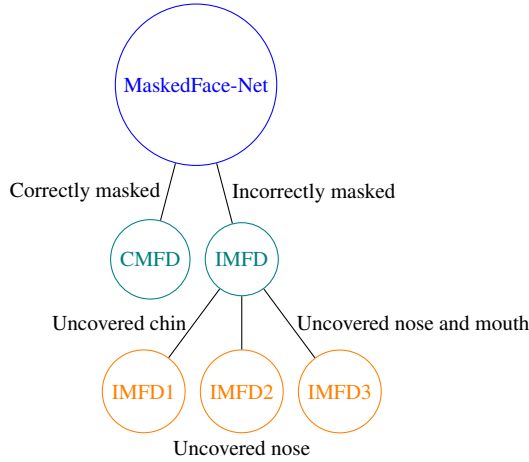 MaskedFace-Net
Correctly masked
Incorrectly masked
CMFD
IMFD
Uncovered chin
Uncovered nose and mouth
IMFD1
IMFD2
IMFD3
Uncovered nose